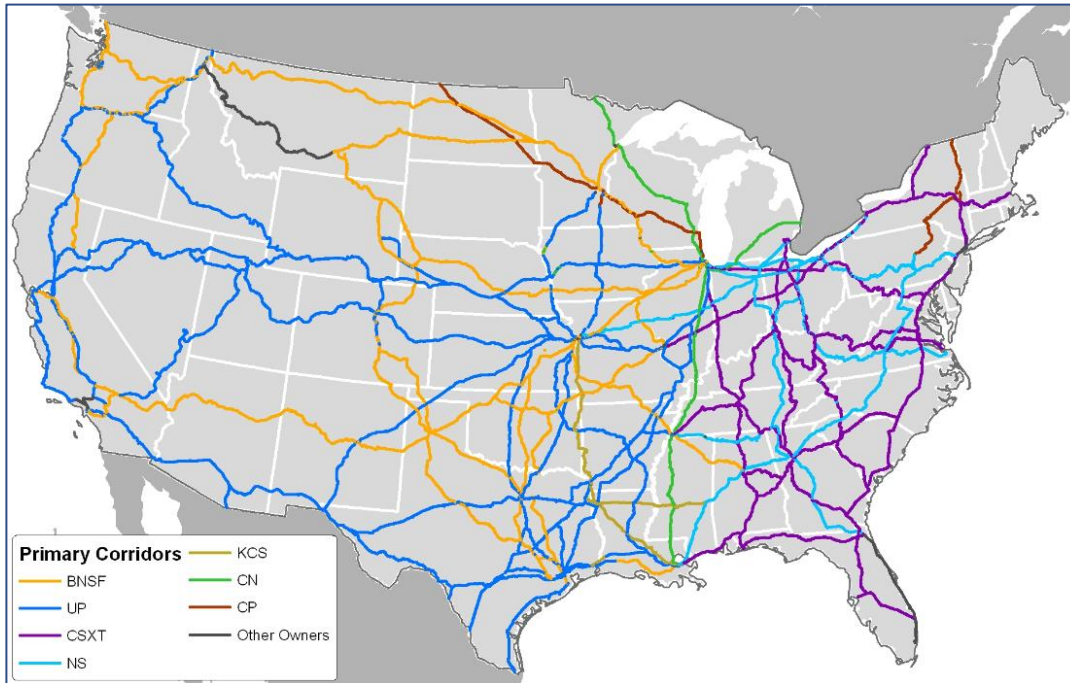 Primary Corridors
BNSF
UP
CSXT
NS
KCS
CN
CP
Other Owners